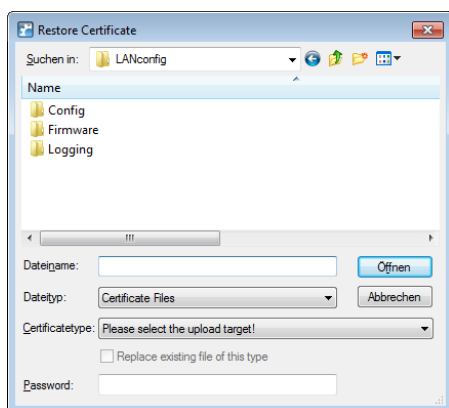 Restore Certificate
Suchen in: LANconfig
Name
Config
Firmware
Logging
Dateiname: Öffnen
Dateityp: Certificate Files Abbrechen
Certificatetype: Please select the upload target!
Replace existing file of this type
Password: